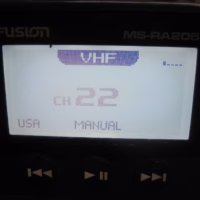 FUSION MS-RA205
VHF
CH 22
USA MANUAL